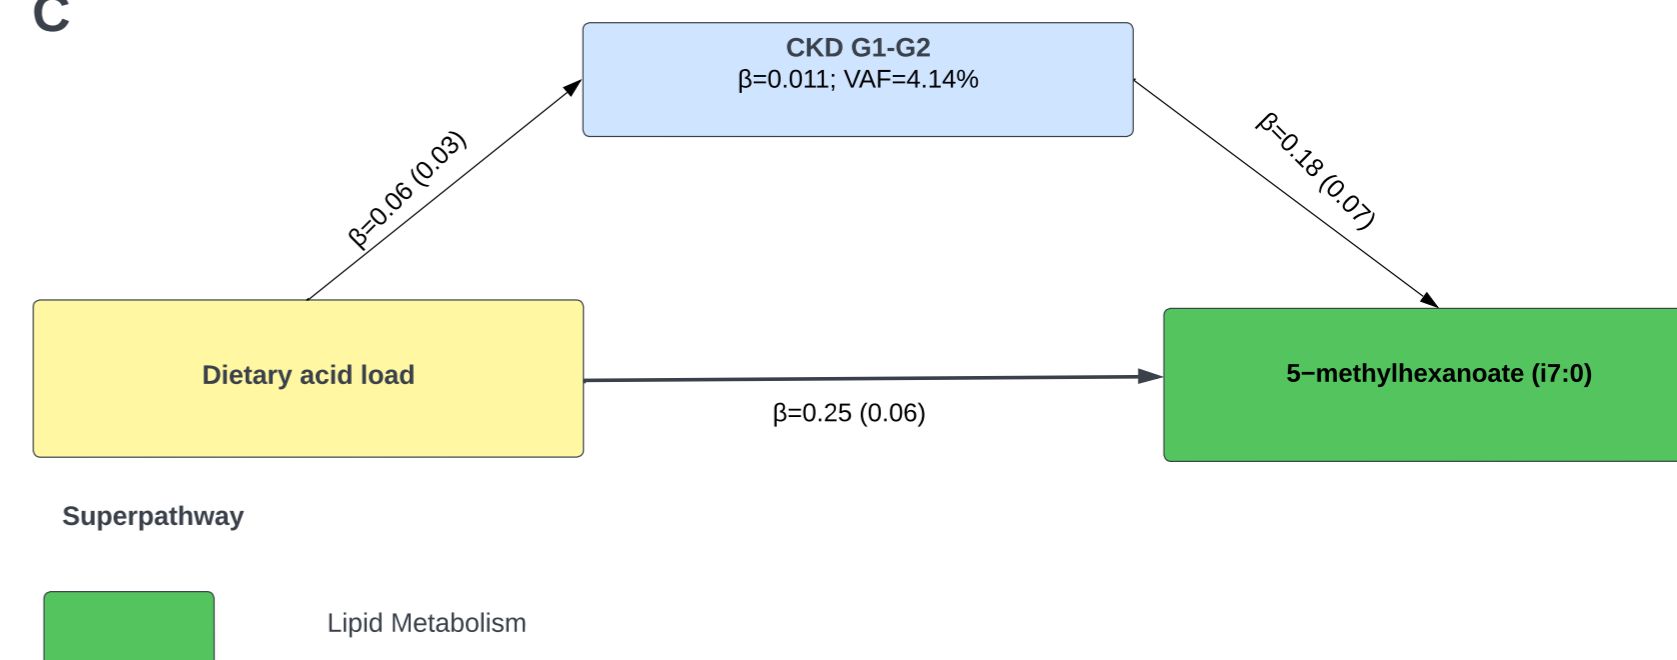 C
CKD G1-G2
β=0.011; VAF=4.14%
β=0.06 (0.03)
β=0.18 (0.07)
Dietary acid load
5−methylhexanoate (i7:0)
β=0.25 (0.06)
Superpathway
Lipid Metabolism